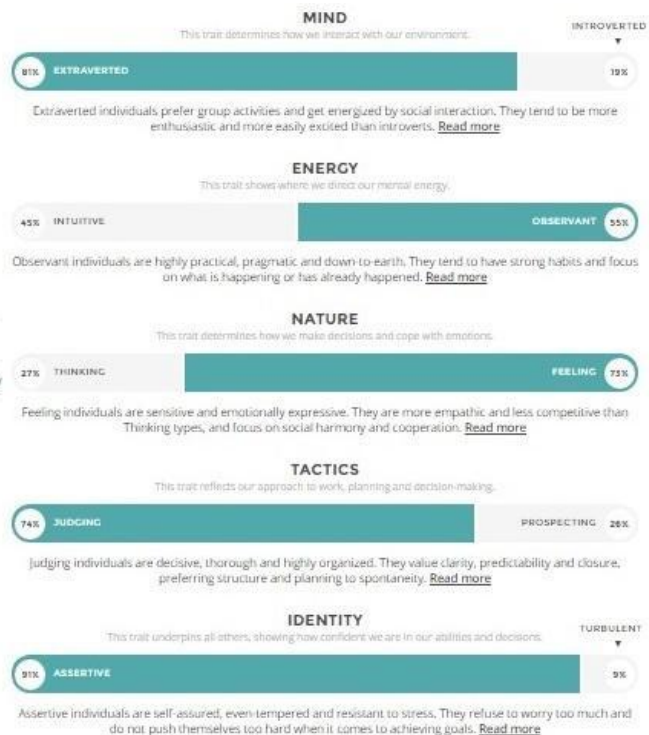 MIND
This trait determines how we interact with our environment.
INTROVERTED
81% EXTRAVERTED 19%
Extraverted individuals prefer group activities and get energized by social interaction. They tend to be more
enthusiastic and more easily excited than introverts. Read more
ENERGY
This trait shows where we direct our mental energy.
45% INTUITIVE OBSERVANT 55%
Observant individuals are highly practical, pragmatic and down-to-earth. They tend to have strong habits and focus
on what is happening or has already happened. Read more
NATURE
This trait determines how we make decisions and cope with emotions.
27% THINKING FEELING 73%
Feeling individuals are sensitive and emotionally expressive. They are more empathic and less competitive than
Thinking types, and focus on social harmony and cooperation. Read more
TACTICS
This trait reflects our approach to work, planning and decision-making.
74% JUDGING PROSPECTING 26%
Judging individuals are decisive, thorough and highly organized. They value clarity, predictability and closure,
preferring structure and planning to spontaneity. Read more
IDENTITY
This trait underpins all others, showing how confident we are in our abilities and decisions.
TURBULENT
91% ASSERTIVE 9%
Assertive individuals are self-assured, even-tempered and resistant to stress. They refuse to worry too much and
do not push themselves too hard when it comes to achieving goals. Read more